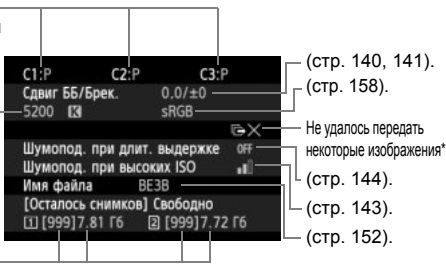 C1:P C2:P C3:P
Сдвиг ББ/Брек. 0,0/±0
5200 K sRGB
Шумопод. при длит. выдержке OFF
Шумопод. при высоких ISO
Имя файла BE3B
[Осталось снимков] Свободно
1 [999]7.81 Гб 2 [999]7.72 Гб
(стр. 140, 141).
(стр. 158).
Не удалось передать
некоторые изображения*
(стр. 144).
(стр. 143).
(стр. 152).